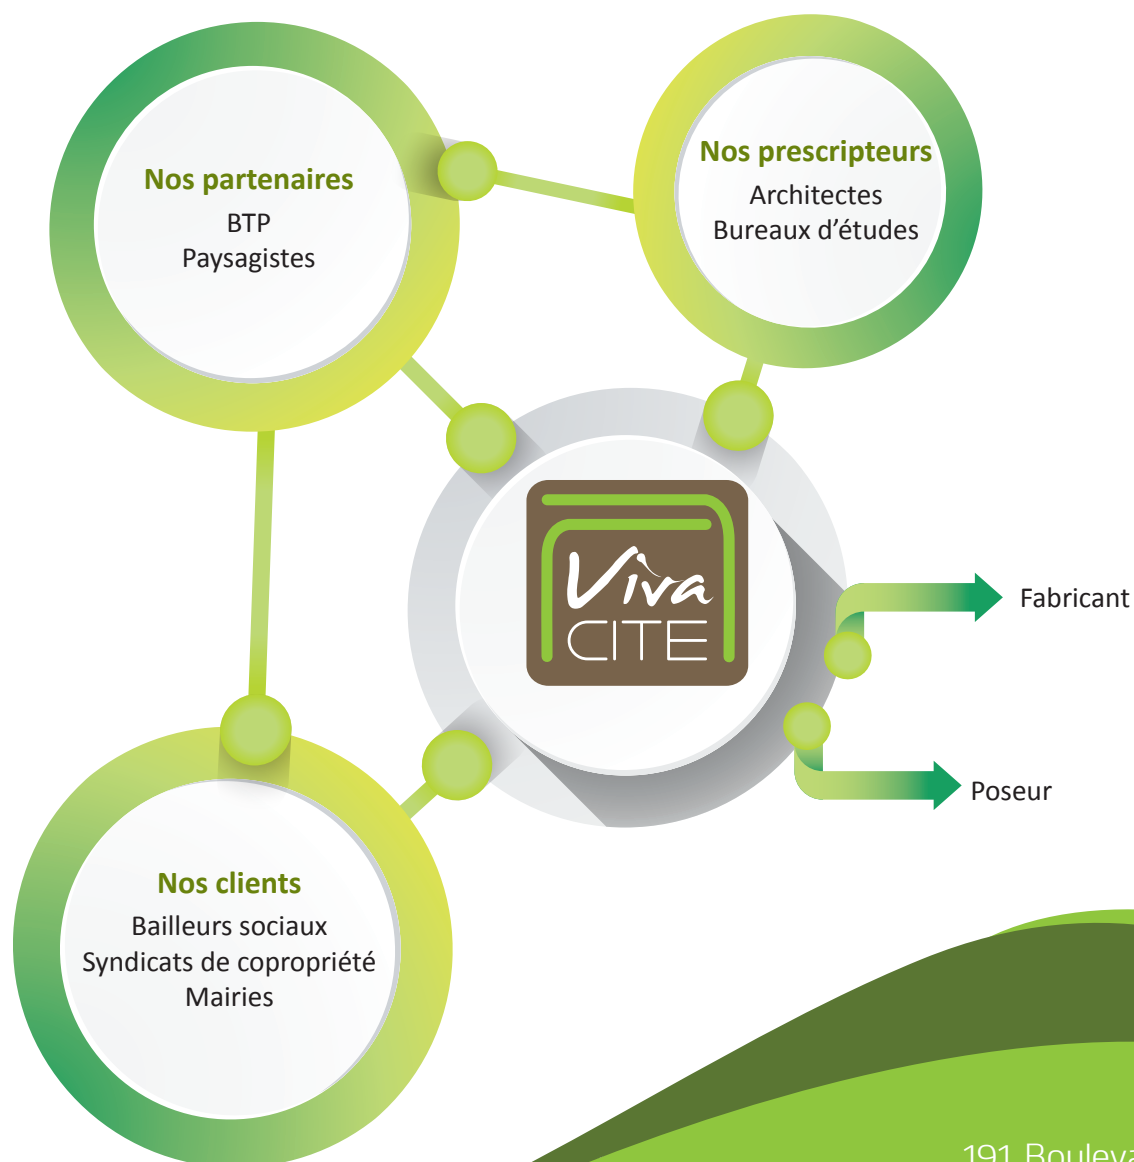 Nos partenaires
BTP
Paysagistes
Nos prescripteurs
Architectes
Bureaux d’études
Viva
CITE
Fabricant
Poseur
Nos clients
Bailleurs sociaux
Syndicats de copropriété
Mairies
191